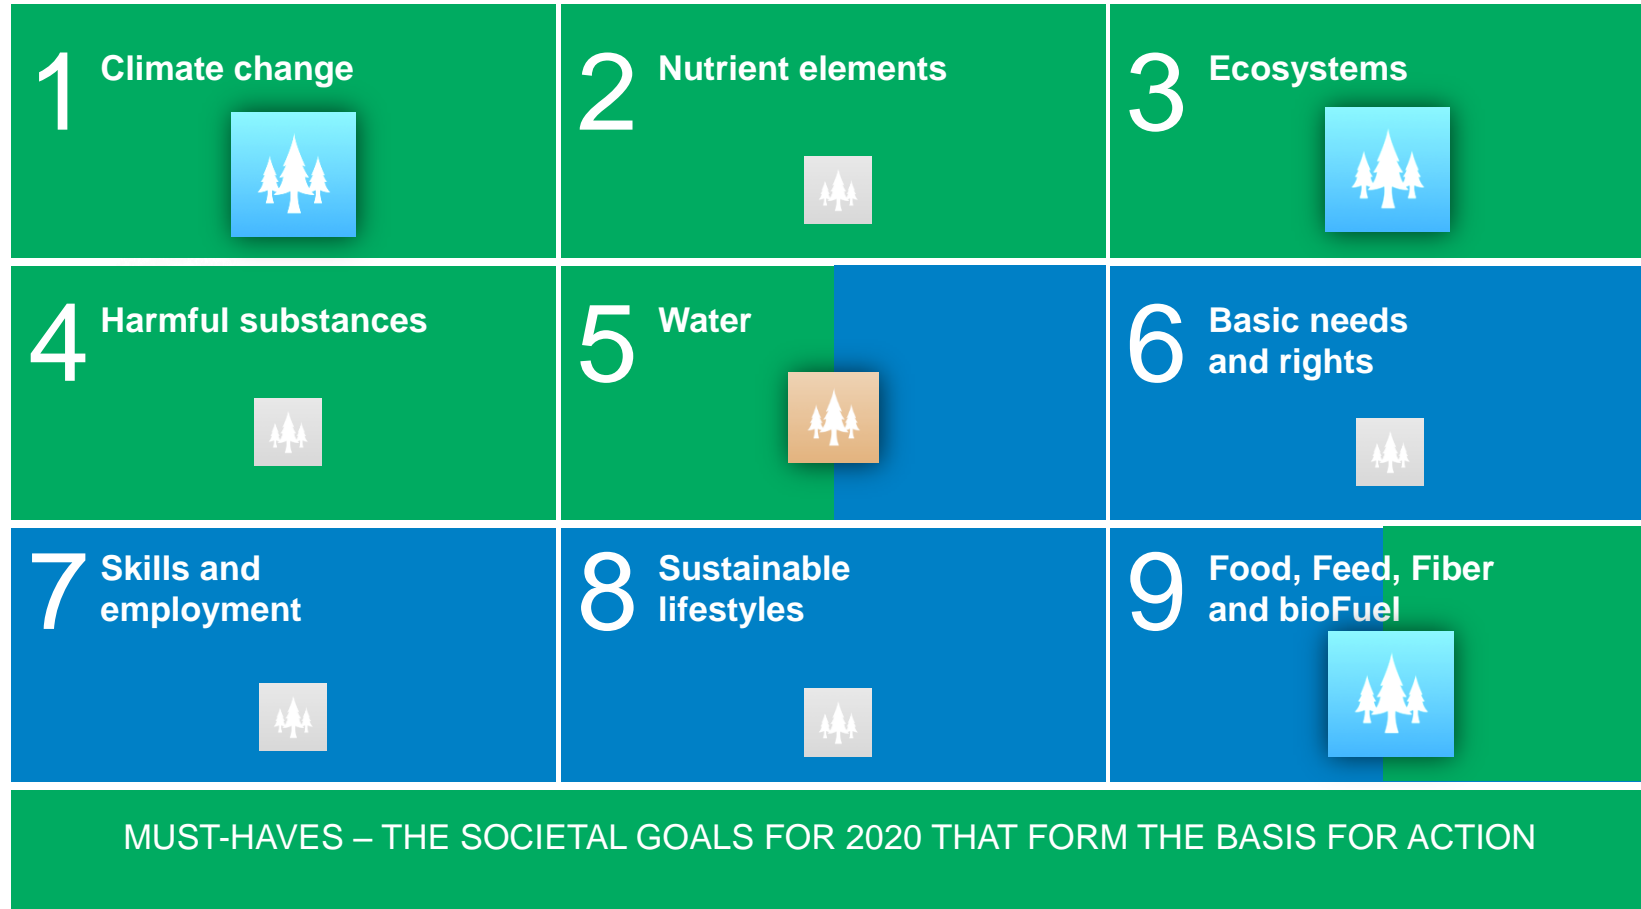 1 Climate change
2 Nutrient elements
3 Ecosystems
4 Harmful substances
5 Water
6 Basic needs
and rights
7 Skills and
employment
8 Sustainable
lifestyles
9 Food, Feed, Fiber
and bioFuel
MUST-HAVES – THE SOCIETAL GOALS FOR 2020 THAT FORM THE BASIS FOR ACTION